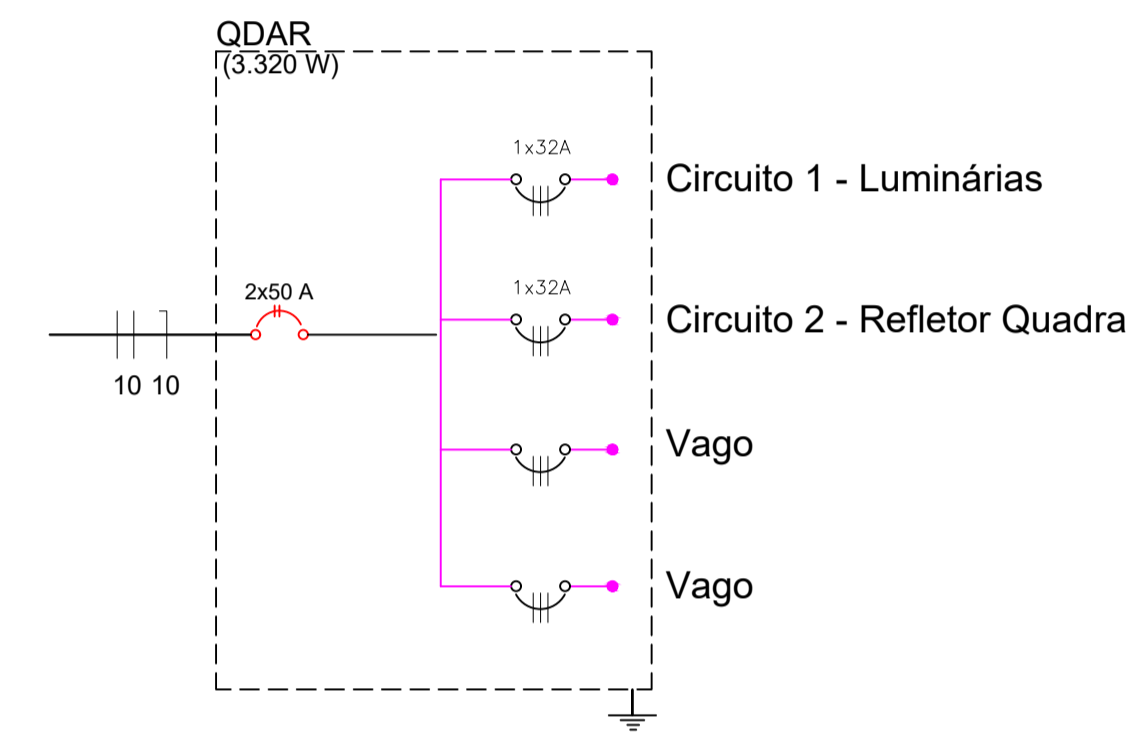 QDAR
(3.320 W)
1x32A
Circuito 1 - Luminárias
2x50 A
1x32A
Circuito 2 - Refletor Quadra
10 10
Vago
Vago